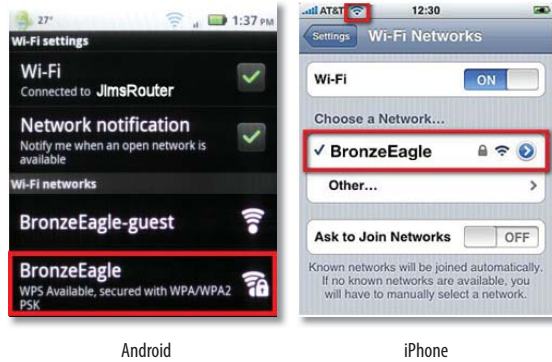 27°
1:37 PM
Wi-Fi settings
Wi-Fi
Connected to JimsRouter
Network notification
Notify me when an open network is
available
Wi-Fi networks
BronzeEagle-guest
BronzeEagle
WPS Available, secured with WPA/WPA2
PSK
Android
AT&T
12:30
Settings
Wi-Fi Networks
Wi-Fi
ON
Choose a Network...
BronzeEagle
Other...
Ask to Join Networks
OFF
Known networks will be joined automatically.
If no known networks are available, you
will have to manually select a network.
iPhone